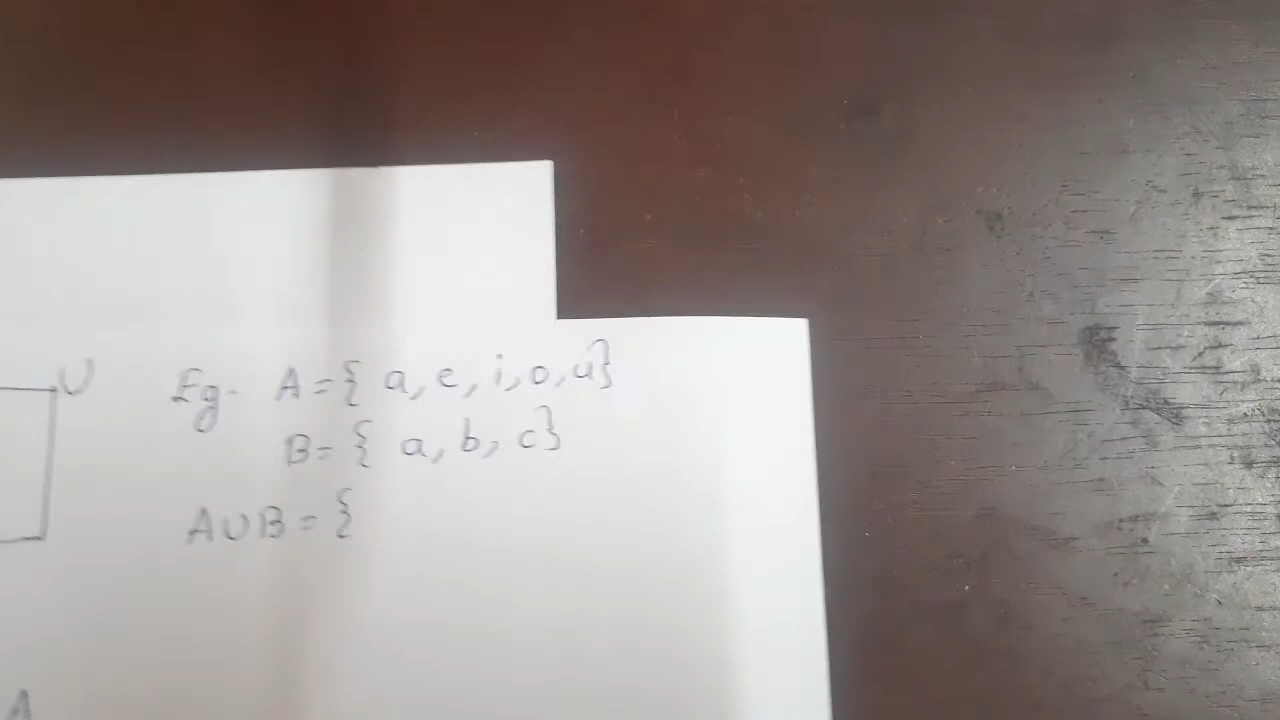 U
Eg. A = { a, e, i, o, u}
B = { a, b, c}
A∪B = {
A